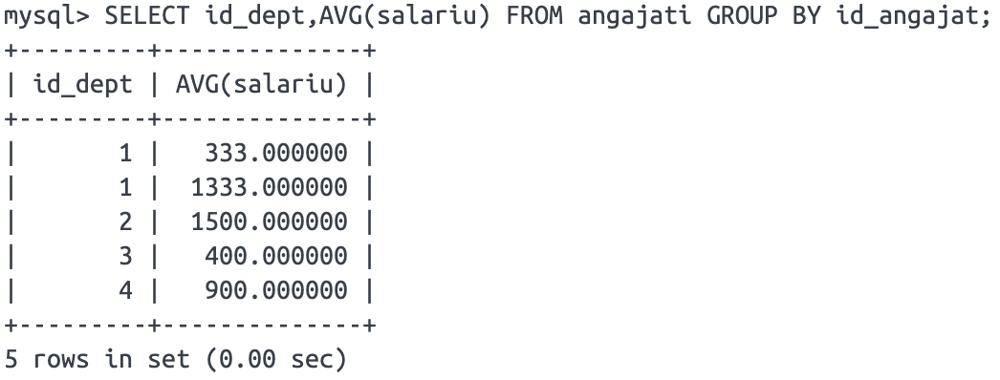 mysql> SELECT id_dept,AVG(salariu) FROM angajati GROUP BY id_angajat;
+---------+--------------+
| id_dept | AVG(salariu) |
+---------+--------------+
|       1 |   333.000000 |
|       1 |  1333.000000 |
|       2 |  1500.000000 |
|       3 |   400.000000 |
|       4 |   900.000000 |
+---------+--------------+
5 rows in set (0.00 sec)